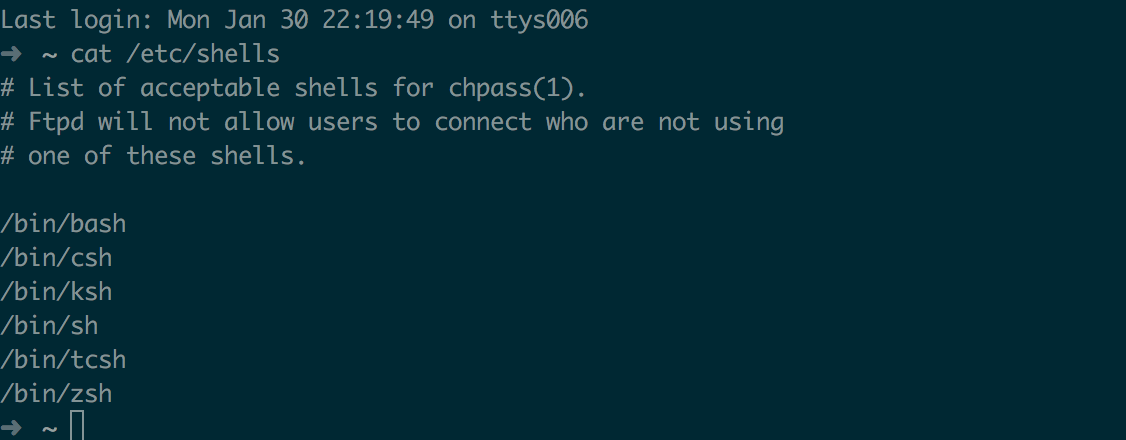 Last login: Mon Jan 30 22:19:49 on ttys006
➜ ~ cat /etc/shells
# List of acceptable shells for chpass(1).
# Ftpd will not allow users to connect who are not using
# one of these shells.
/bin/bash
/bin/csh
/bin/ksh
/bin/sh
/bin/tcsh
/bin/zsh
➜ ~